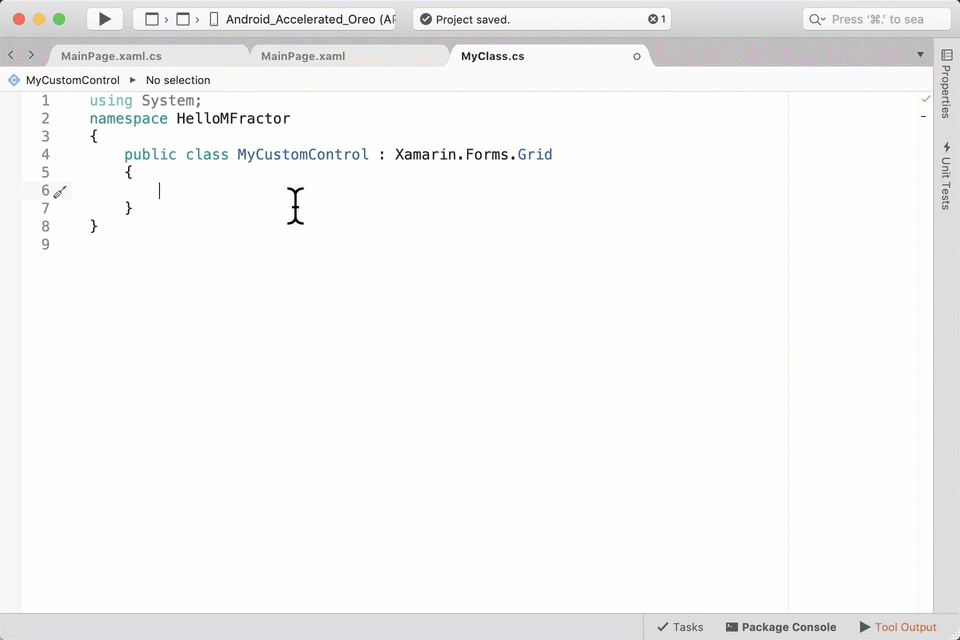 Android_Accelerated_Oreo (AP
Project saved.
1
Press ‘⌘.’ to sea
MainPage.xaml.cs
MainPage.xaml
MyClass.cs
MyCustomControl
No selection
1 using System;
2 namespace HelloMFractor
3 {
4 public class MyCustomControl : Xamarin.Forms.Grid
5 {
6
7 }
8 }
9
Properties
Unit Tests
Tasks
Package Console
Tool Output